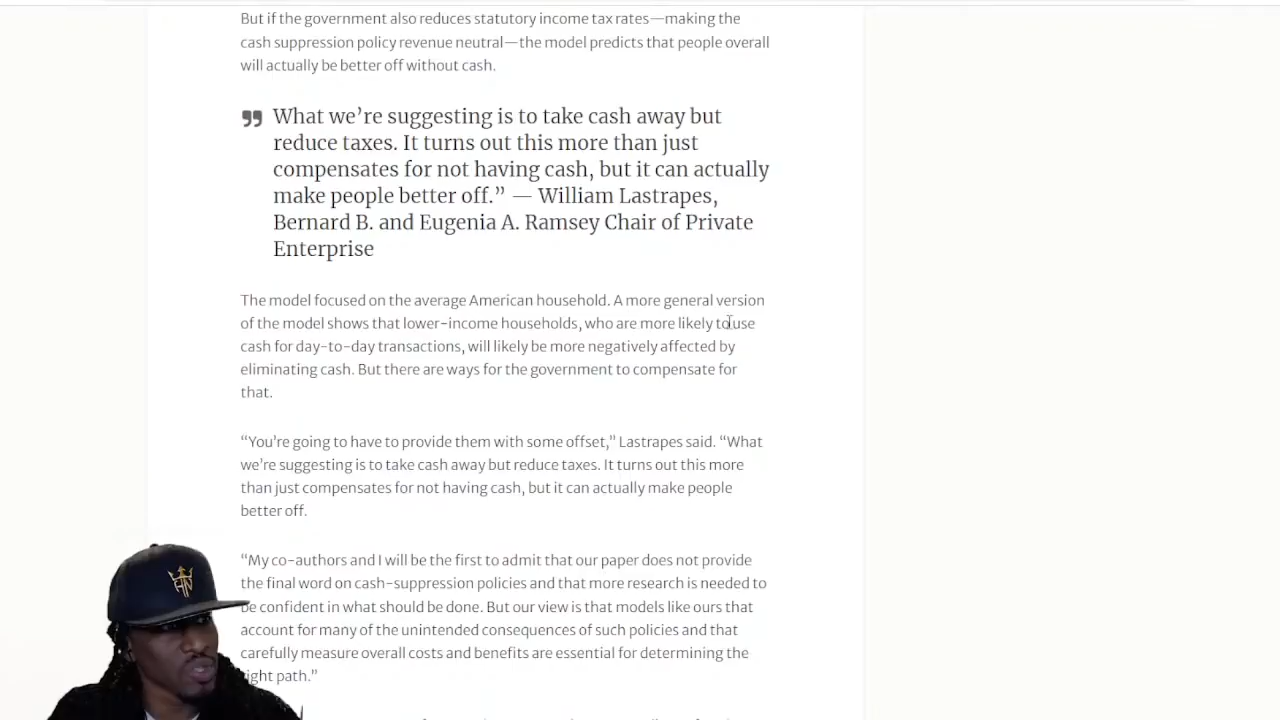 But if the government also reduces statutory income tax rates—making the
cash suppression policy revenue neutral—the model predicts that people overall
will actually be better off without cash.
What we’re suggesting is to take cash away but
reduce taxes. It turns out this more than just
compensates for not having cash, but it can actually
make people better off.” — William Lastrapes,
Bernard B. and Eugenia A. Ramsey Chair of Private
Enterprise
The model focused on the average American household. A more general version
of the model shows that lower-income households, who are more likely to use
cash for day-to-day transactions, will likely be more negatively affected by
eliminating cash. But there are ways for the government to compensate for
that.
“You’re going to have to provide them with some offset,” Lastrapes said. “What
we’re suggesting is to take cash away but reduce taxes. It turns out this more
than just compensates for not having cash, but it can actually make people
better off.
“My co-authors and I will be the first to admit that our paper does not provide
the final word on cash-suppression policies and that more research is needed to
be confident in what should be done. But our view is that models like ours that
account for many of the unintended consequences of such policies and that
carefully measure overall costs and benefits are essential for determining the
right path.”